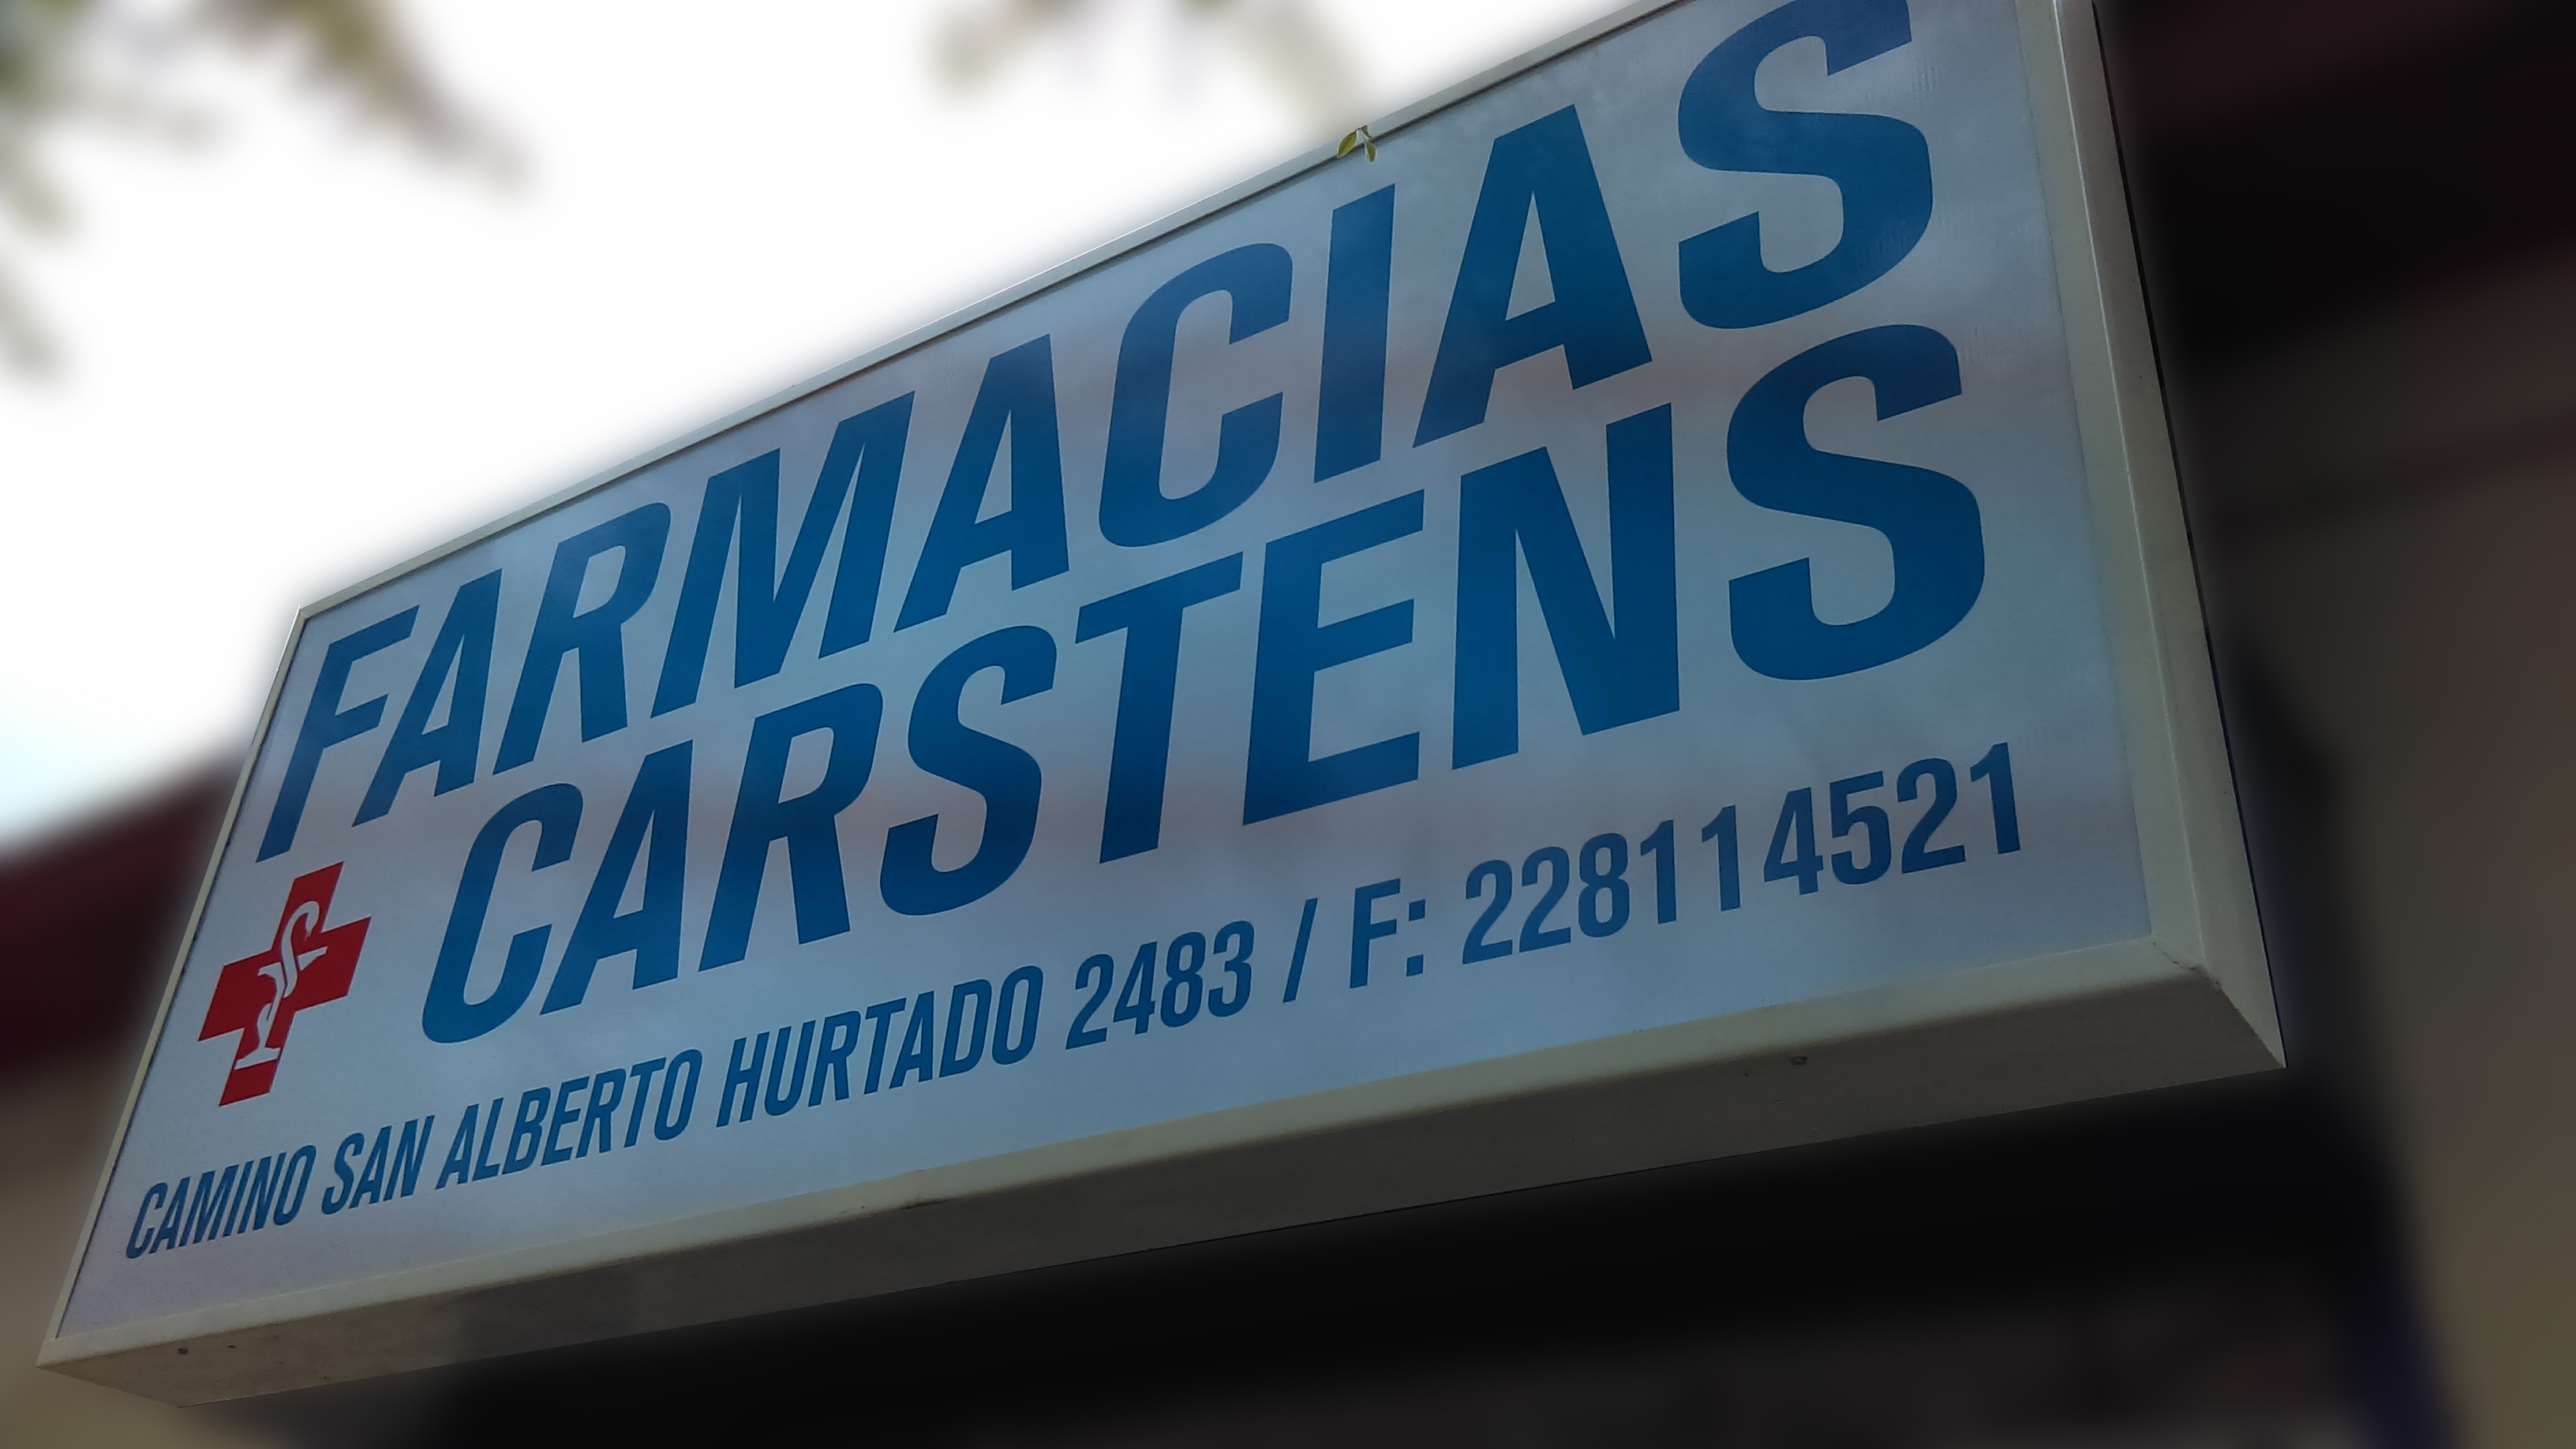 FARMACIAS
CARSTENS
CAMINO SAN ALBERTO HURTADO 2483 / F: 228114521